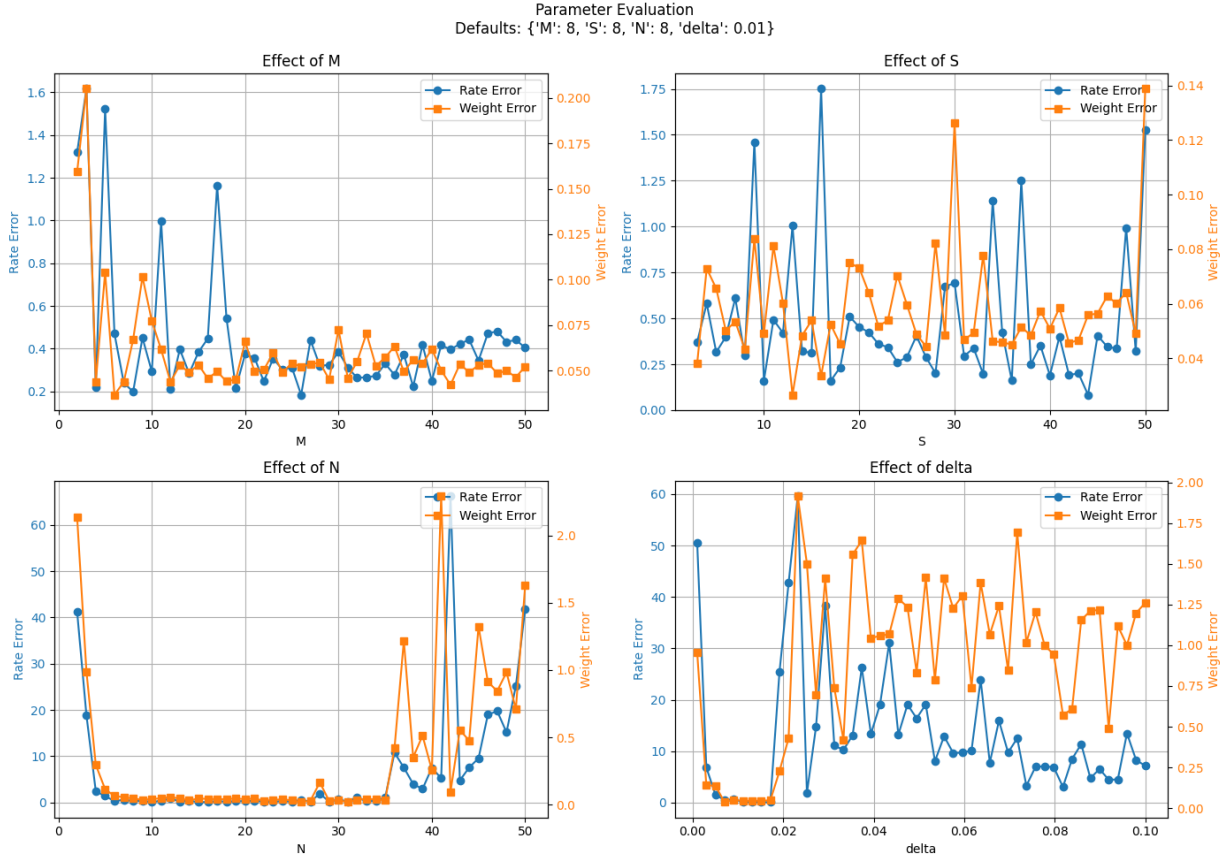 Parameter Evaluation
Defaults: {'M': 8, 'S': 8, 'N': 8, 'delta': 0.01}
Effect of M
Rate Error
Weight Error
1.6
1.4
1.2
1.0
0.8
0.6
0.4
0.2
Rate Error
0.200
0.175
0.150
0.125
0.100
0.075
0.050
Weight Error
0 10 20 30 40 50
M
Effect of S
Rate Error
Weight Error
1.75
1.50
1.25
1.00
0.75
0.50
0.25
0.00
Rate Error
0.14
0.12
0.10
0.08
0.06
0.04
Weight Error
10 20 30 40 50
S
Effect of N
Rate Error
Weight Error
60
50
40
30
20
10
0
Rate Error
2.0
1.5
1.0
0.5
0.0
Weight Error
0 10 20 30 40 50
N
Effect of delta
Rate Error
Weight Error
60
50
40
30
20
10
0
Rate Error
2.00
1.75
1.50
1.25
1.00
0.75
0.50
0.25
0.00
Weight Error
0.00 0.02 0.04 0.06 0.08 0.10
delta